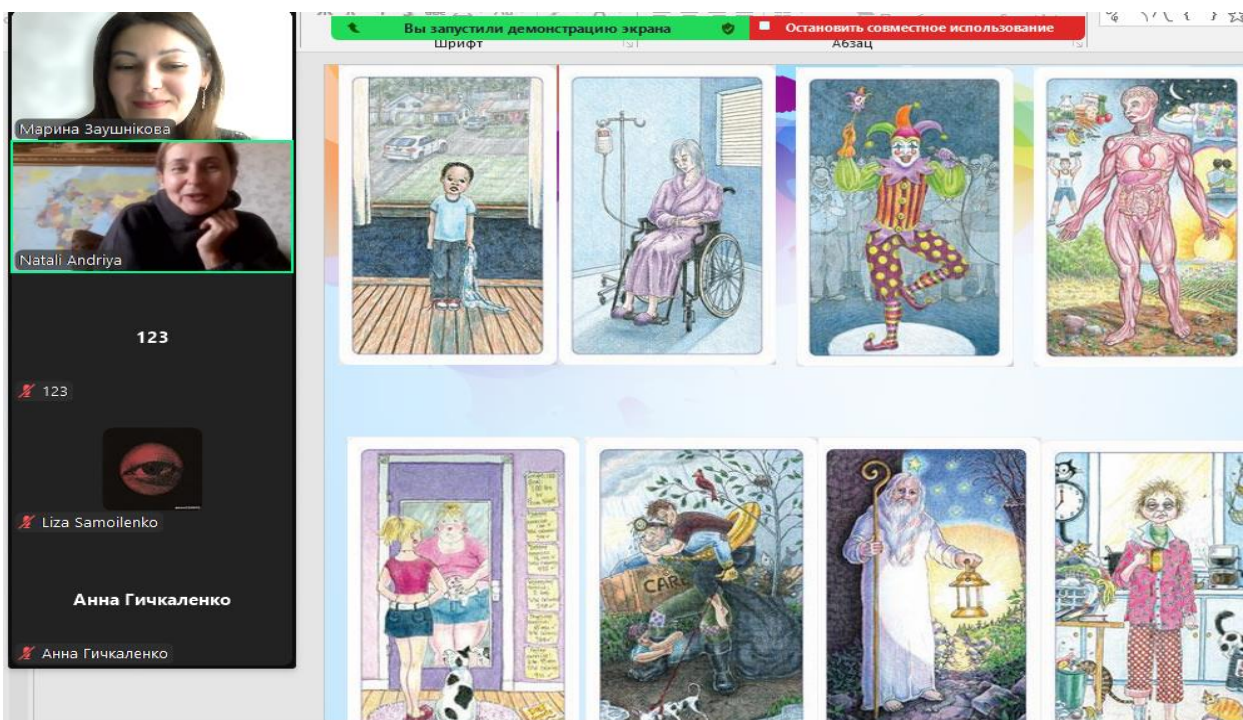 Вы запустили демонстрацию экрана
Остановить совместное использование
Шрифт
Абзац
Марина Заушнікова
Natali Andriya
123
123
Liza Samoilenko
Анна Гичкаленко
Анна Гичкаленко
CAR